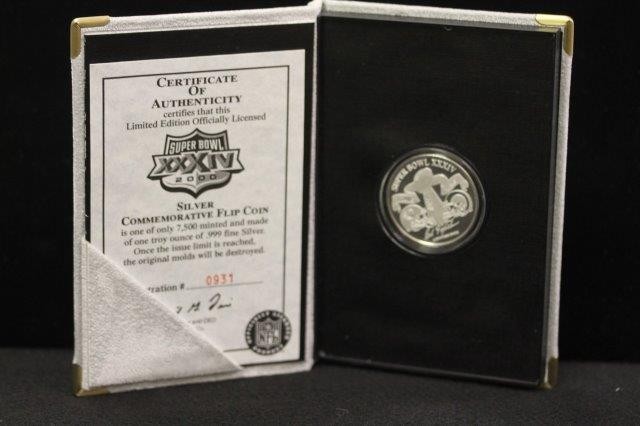 CERTIFICATE
OF
AUTHENTICITY
certifies that this
Limited Edition Officially Licensed
SUPER BOWL
XXXIV
2000
SILVER
COMMEMORATIVE FLIP COIN
is one of only 7,500 minted and made
of one troy ounce of .999 fine Silver.
Once the issue limit is reached,
the original molds will be destroyed.
tration # 0931
NFL
SUPER BOWL XXXIV